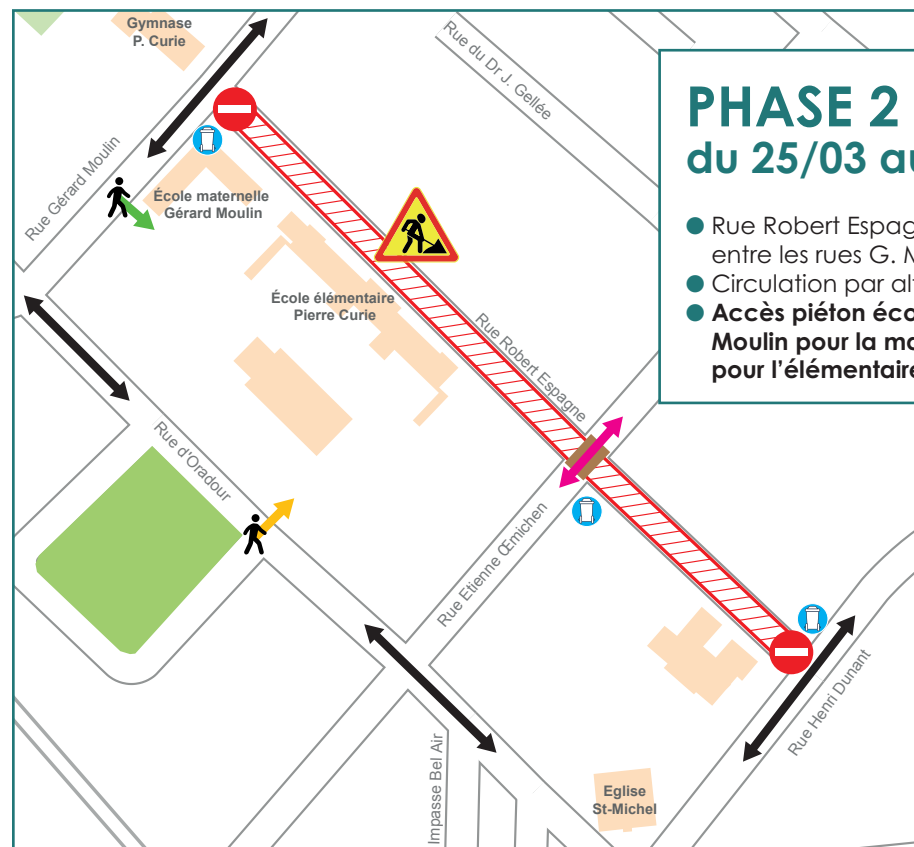 Gymnase
P. Curie
Rue du Dr J. Gellée
PHASE 2
du 25/03 au
Rue Gérard Moulin
École maternelle
Gérard Moulin
● Rue Robert Espag
entre les rues G. M
● Circulation par alt
● Accès piéton éco
Moulin pour la ma
pour l'élémentaire
École élémentaire
Pierre Curie
Rue Robert Espagne
Rue d'Oradour
Rue Etienne Œmichen
Rue Henri Dunant
Impasse Bel Air
Eglise
St-Michel